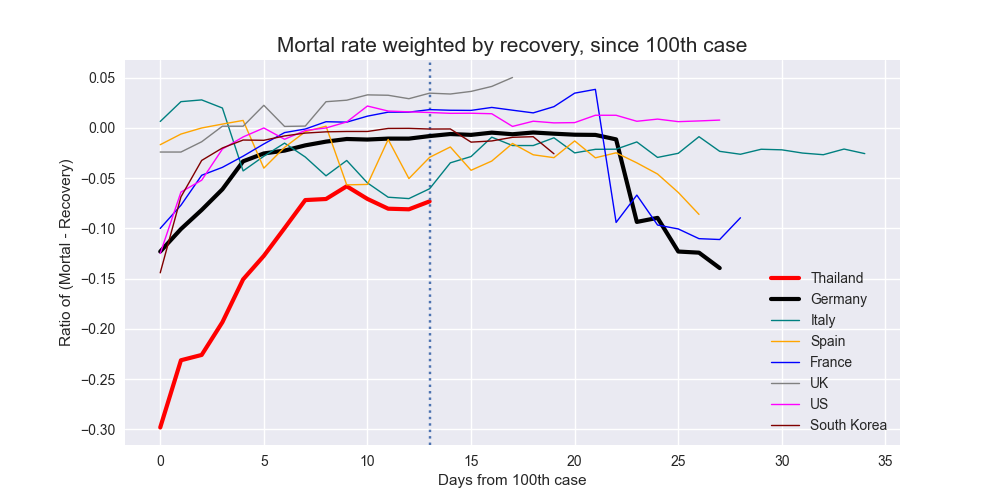 Mortal rate weighted by recovery, since 100th case
Ratio of (Mortal - Recovery)
0.05
0.00
−0.05
−0.10
−0.15
−0.20
−0.25
−0.30
Thailand
Germany
Italy
Spain
France
UK
US
South Korea
0 5 10 15 20 25 30 35
Days from 100th case